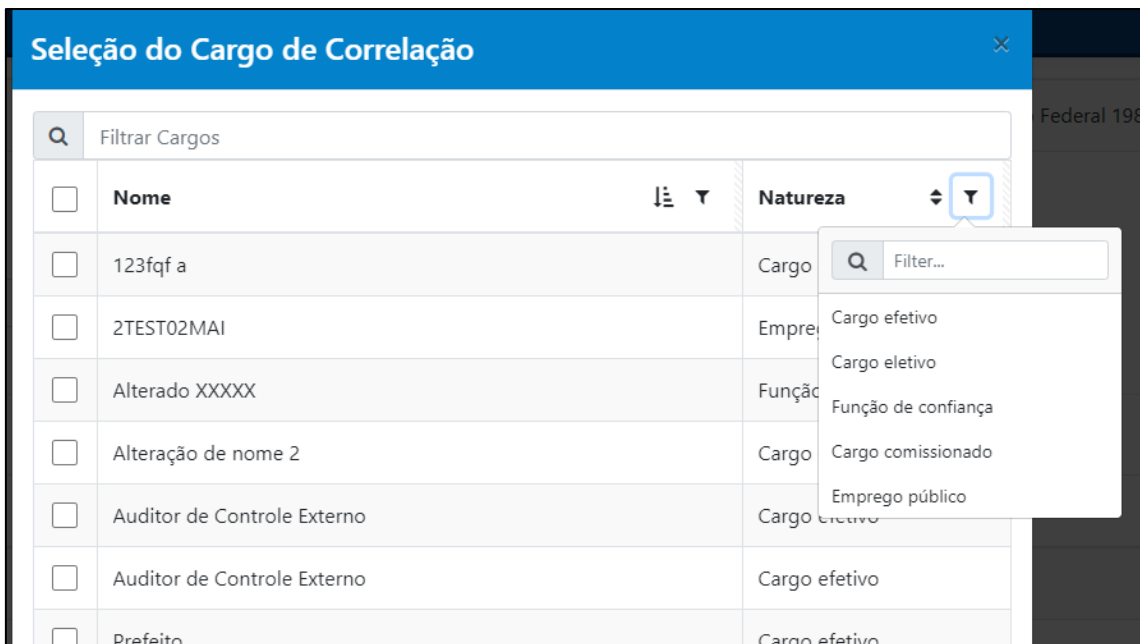 Seleção do Cargo de Correlação ×
Federal 198
Filtrar Cargos
Nome Natureza
123fqf a Cargo
2TEST02MAI
Alterado XXXXX
Alteração de nome 2 Cargo
Auditor de Controle Externo Cargo efetivo
Auditor de Controle Externo Cargo efetivo
Prefeito Cargo efetivo
Filter...
Cargo efetivo
Cargo eletivo
Função de confiança
Cargo comissionado
Emprego público